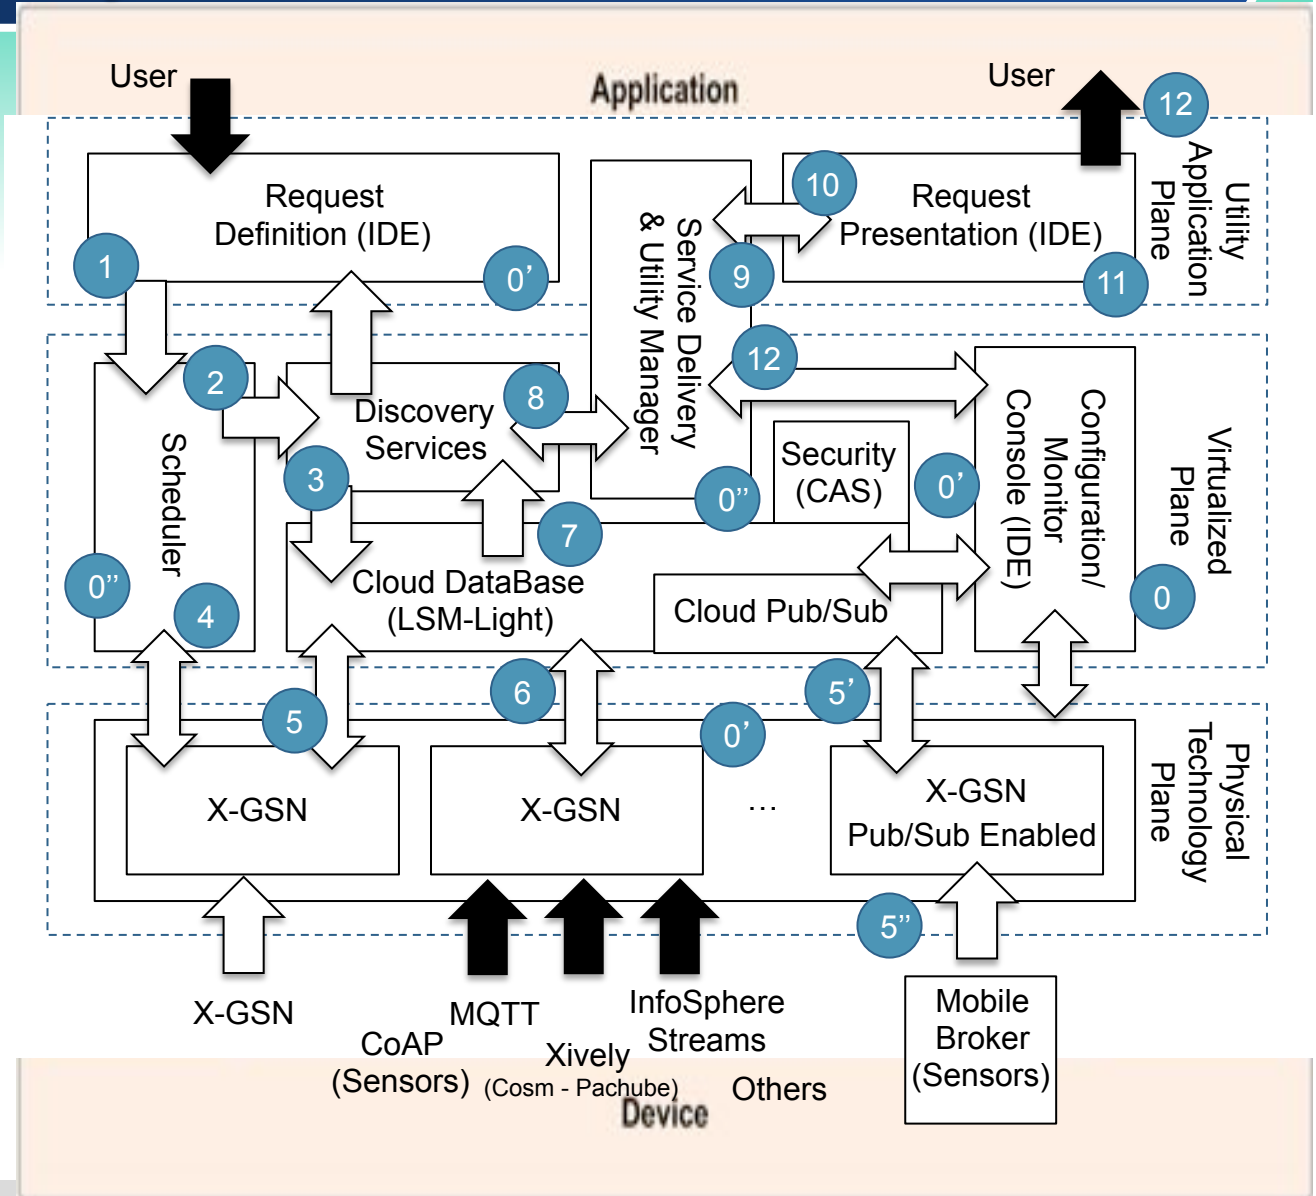 User
Application
User
12
Request
Definition (IDE)
1
0’
Service Delivery
& Utility Manager
10
Request
Presentation (IDE)
9
11
Utility
Application
Plane
2
Scheduler
0’’
4
Discovery
Services
8
3
7
12
0’’
Security
(CAS)
0’
Configuration/
Monitor
Console (IDE)
0
Virtualized
Plane
Cloud DataBase
(LSM-Light)
Cloud Pub/Sub
5
6
5’
0’
X-GSN
X-GSN
...
X-GSN
Pub/Sub Enabled
Physical
Technology
Plane
5’’
X-GSN
CoAP
(Sensors)
MQTT
Xively
(Cosm - Pachube)
InfoSphere
Streams
Others
Mobile
Broker
(Sensors)
Device